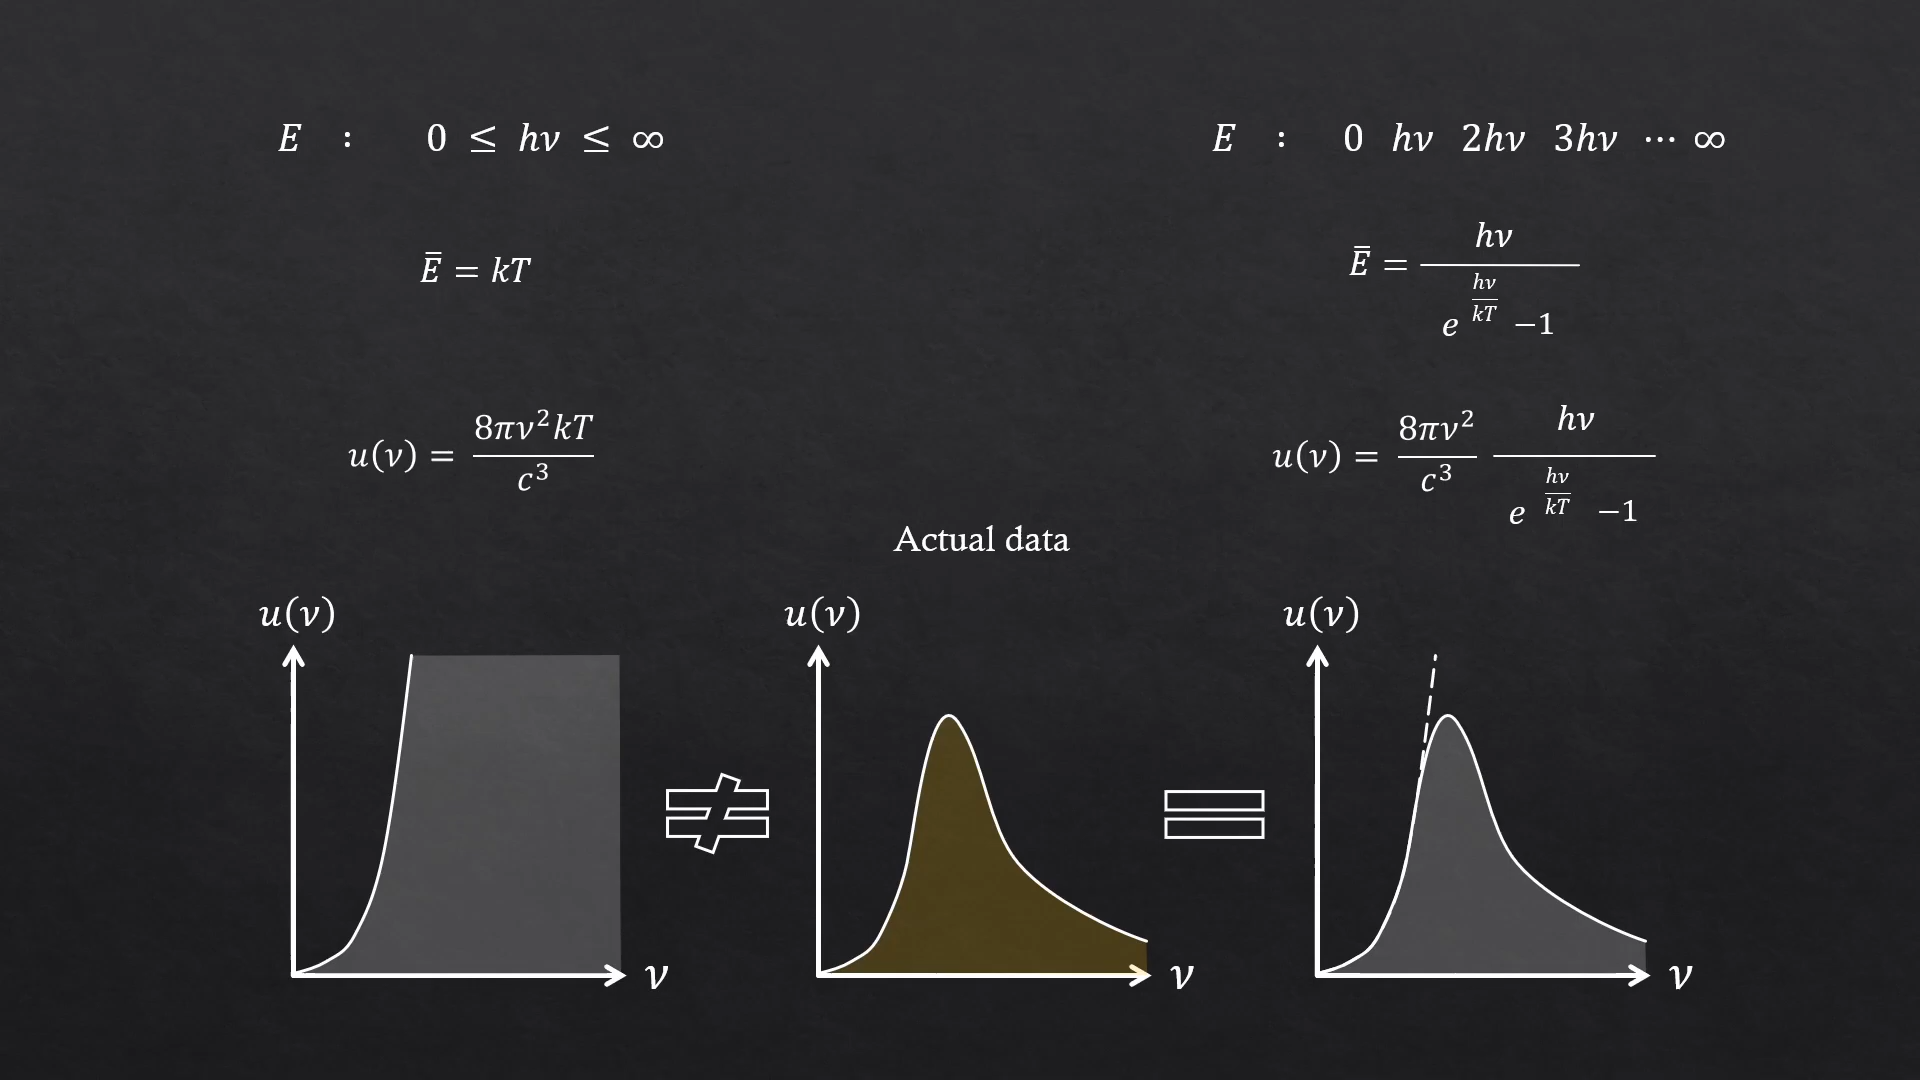 E : 0 ≤ hν ≤ ∞
E : 0 hν 2hν 3hν ⋯ ∞
Ē = kT
Ē = hν / (e^(hν/kT) −1)
u(ν) = 8πν²kT / c³
u(ν) = 8πν² / c³ hν / (e^(hν/kT) −1)
Actual data
u(ν)
u(ν)
u(ν)
≠
=
ν
ν
ν